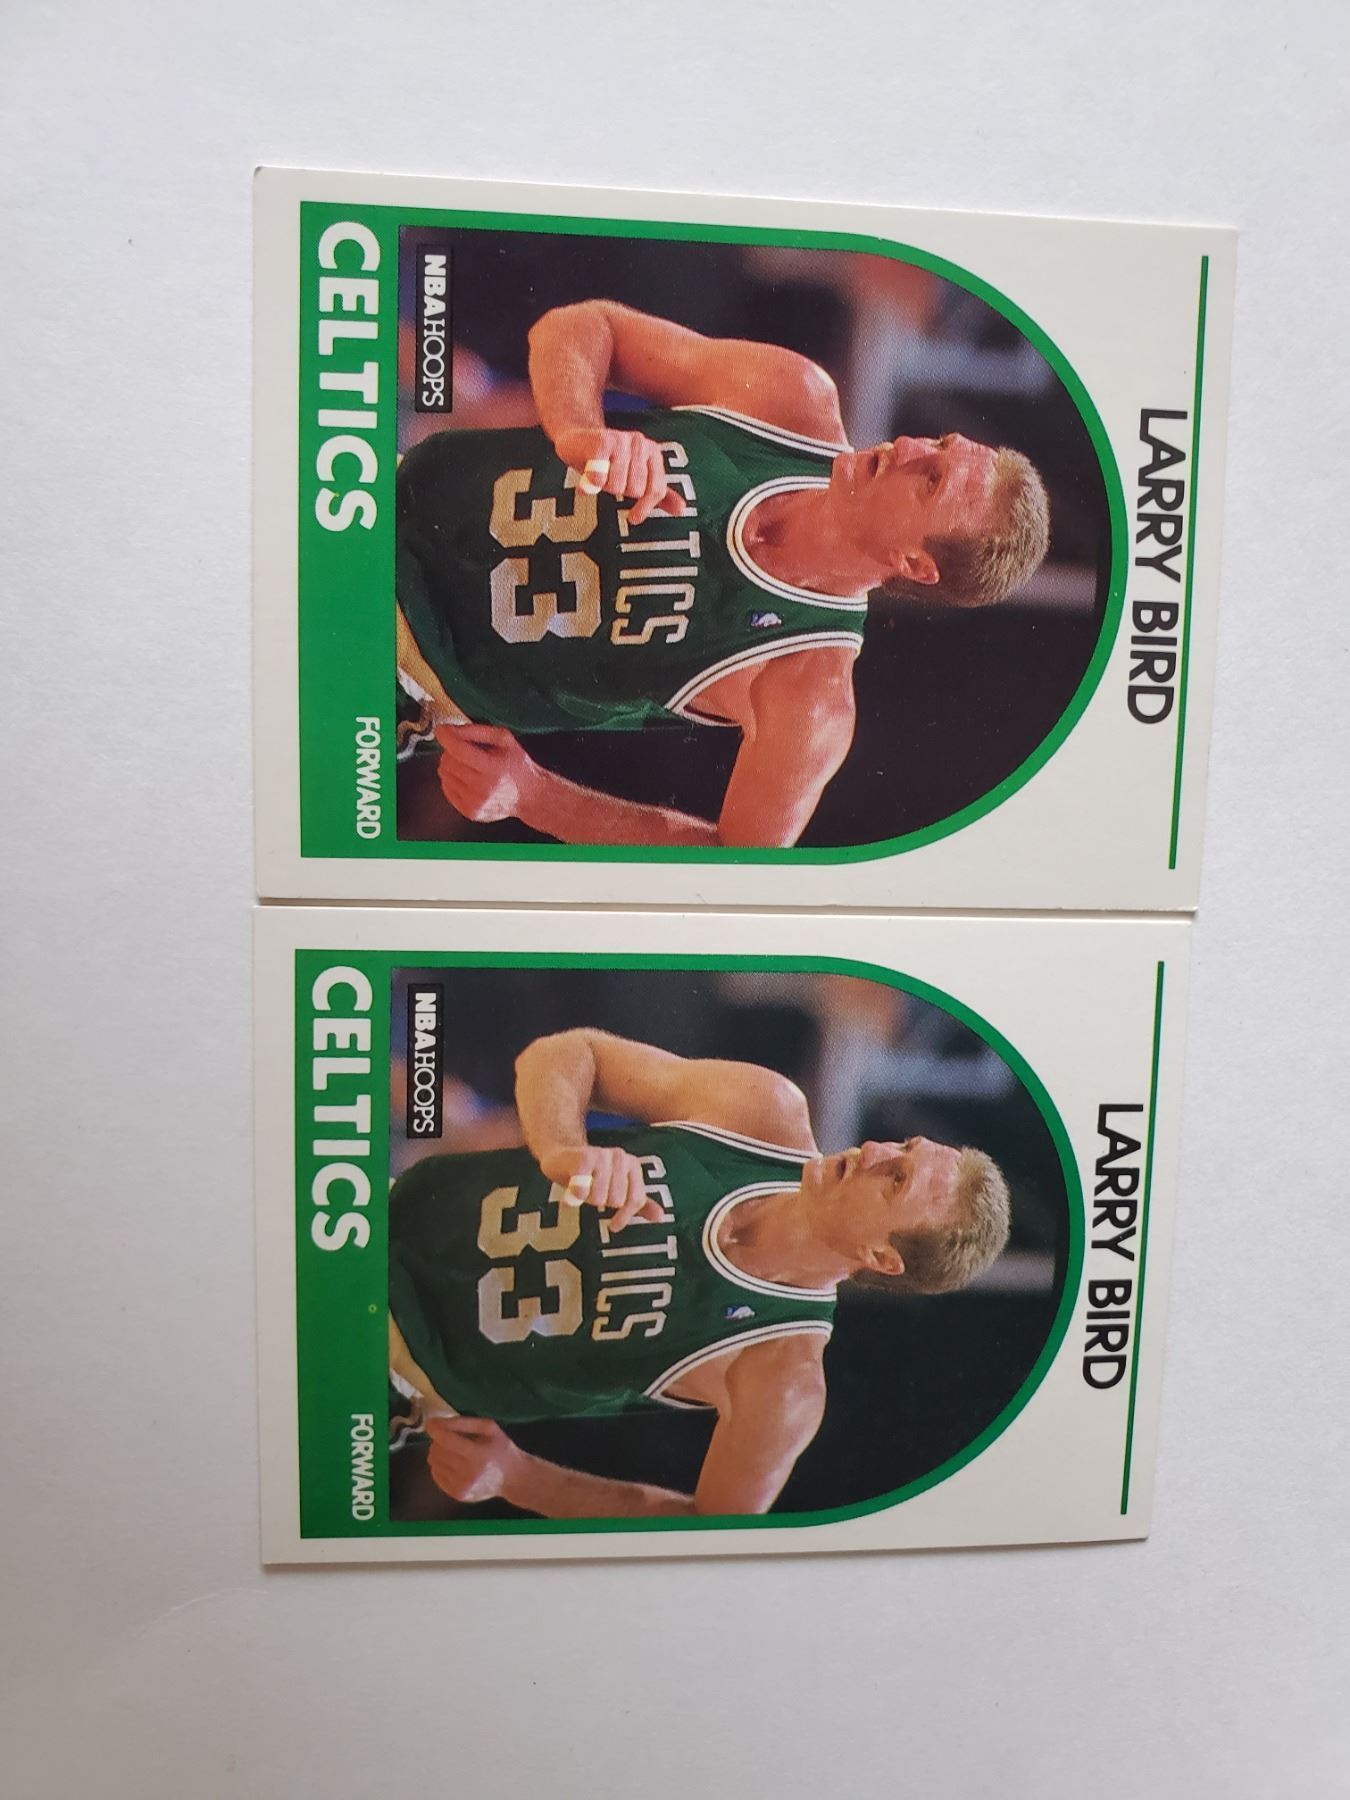 LARRY BIRD
CELTICS
33
NBA HOOPS
CELTICS
FORWARD
LARRY BIRD
CELTICS
33
NBA HOOPS
CELTICS
FORWARD